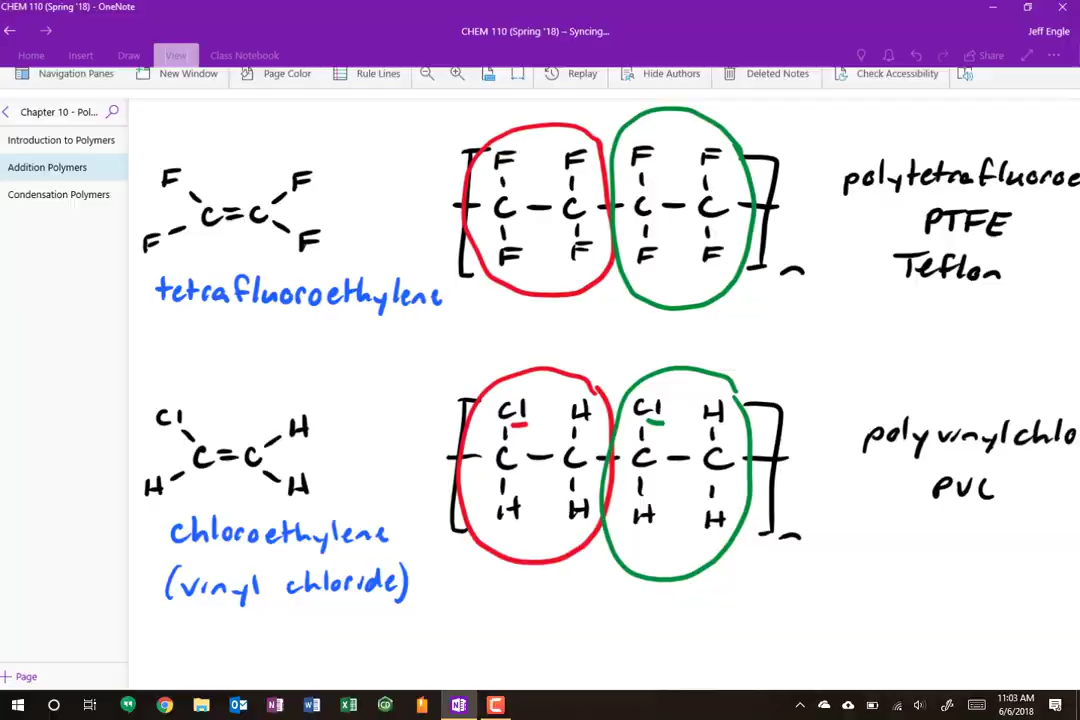 CHEM 110 (Spring '18) - OneNote
CHEM 110 (Spring '18) – Syncing...
Jeff Engle
Home Insert Draw View Class Notebook Share
Navigation Panes New Window Page Color Rule Lines Replay Hide Authors Deleted Notes Check Accessibility
Chapter 10 - Pol...
Introduction to Polymers
Addition Polymers
Condensation Polymers
F F
C=C
F F
tetrafluoroethylene
[ F F F F ]
C - C - C - C
F F F F n
polytetrafluoroe
PTFE
Teflon
Cl H
C=C
H H
chloroethylene
(vinyl chloride)
[ Cl H Cl H ]
C - C - C - C
H H H H n
polyvinylchlo
PVC
+ Page
11:03 AM
6/6/2018